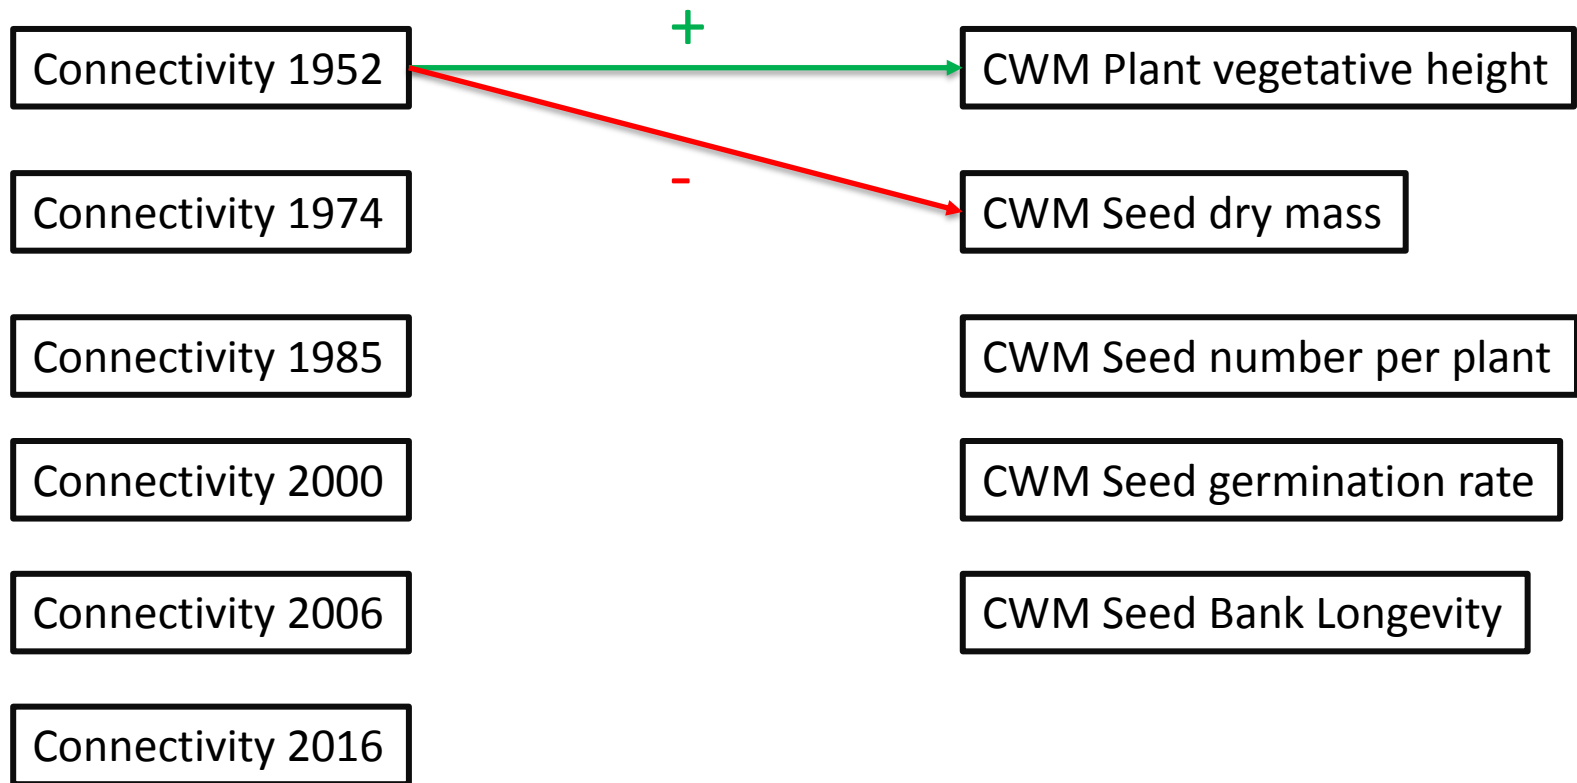 +
Connectivity 1952
CWM Plant vegetative height
-
Connectivity 1974
CWM Seed dry mass
Connectivity 1985
CWM Seed number per plant
Connectivity 2000
CWM Seed germination rate
Connectivity 2006
CWM Seed Bank Longevity
Connectivity 2016